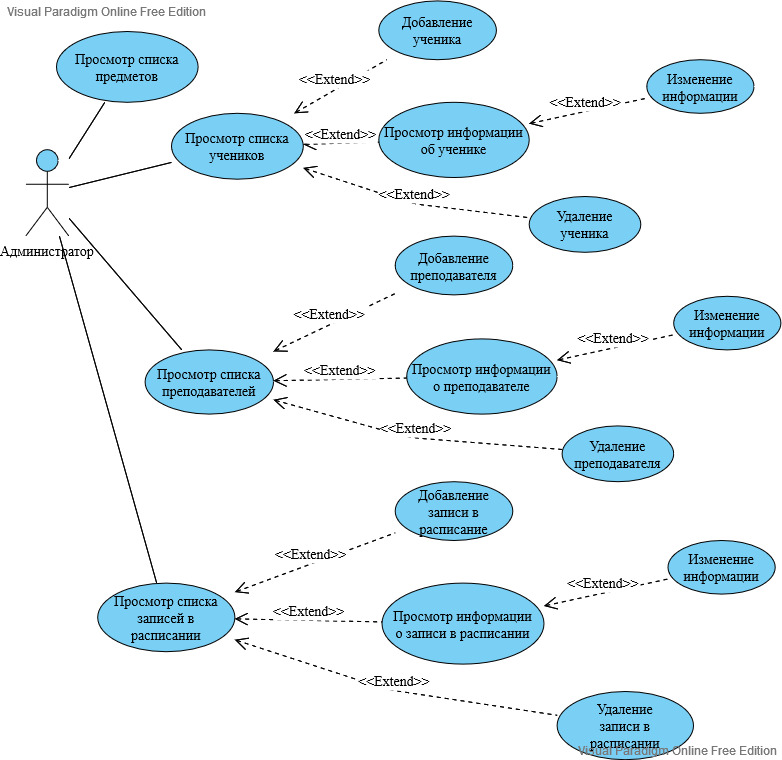 Visual Paradigm Online Free Edition
Добавление
ученика
Просмотр списка
предметов
<<Extend>>
Изменение
информации
<<Extend>>
Просмотр списка
учеников
<<Extend>>
Просмотр информации
об ученике
<<Extend>>
Удаление
ученика
Администратор
Добавление
преподавателя
<<Extend>>
Изменение
информации
<<Extend>>
Просмотр списка
преподавателей
<<Extend>>
Просмотр информации
о преподавателе
<<Extend>>
Удаление
преподавателя
Добавление
записи в
расписание
<<Extend>>
Изменение
информации
<<Extend>>
Просмотр списка
записей в
расписании
<<Extend>>
Просмотр информации
о записи в расписании
<<Extend>>
Удаление
записи в
расписании
Visual Paradigm Online Free Edition